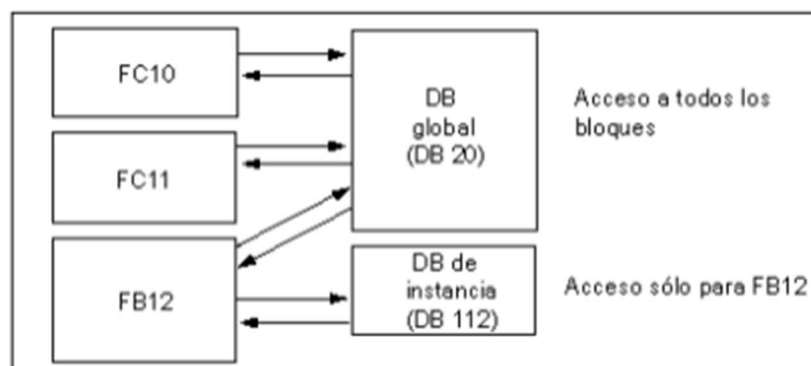 FC10
DB
global
(DB 20)
Acceso a todos los
bloques
FC11
FB12
DB de
instancia
(DB 112)
Acceso sólo para FB12